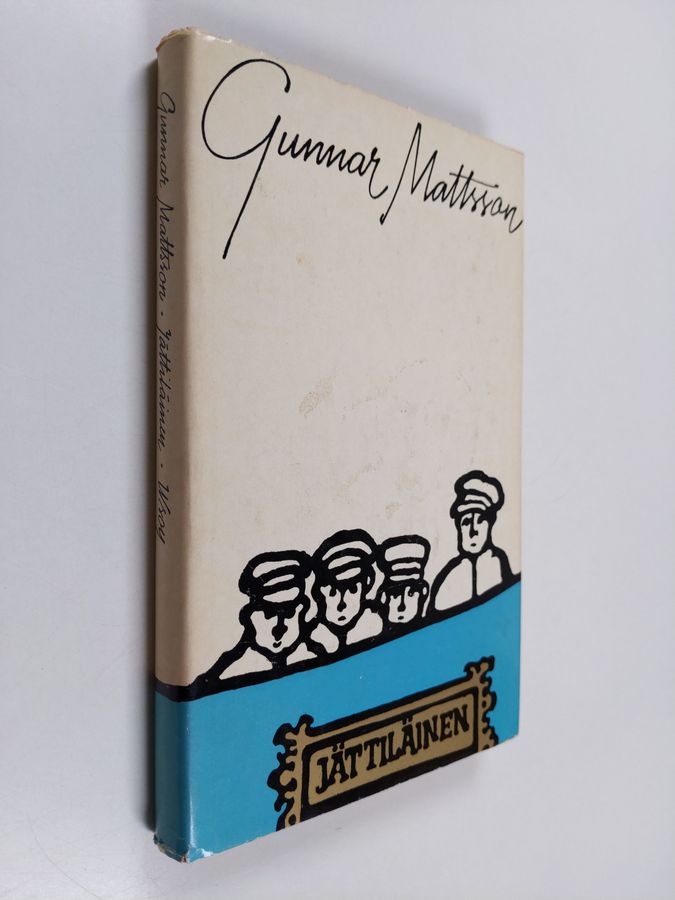 Gunnar Mattsson
JÄTTILÄINEN
Gunnar Mattsson · Jättiläinen · Wsoy